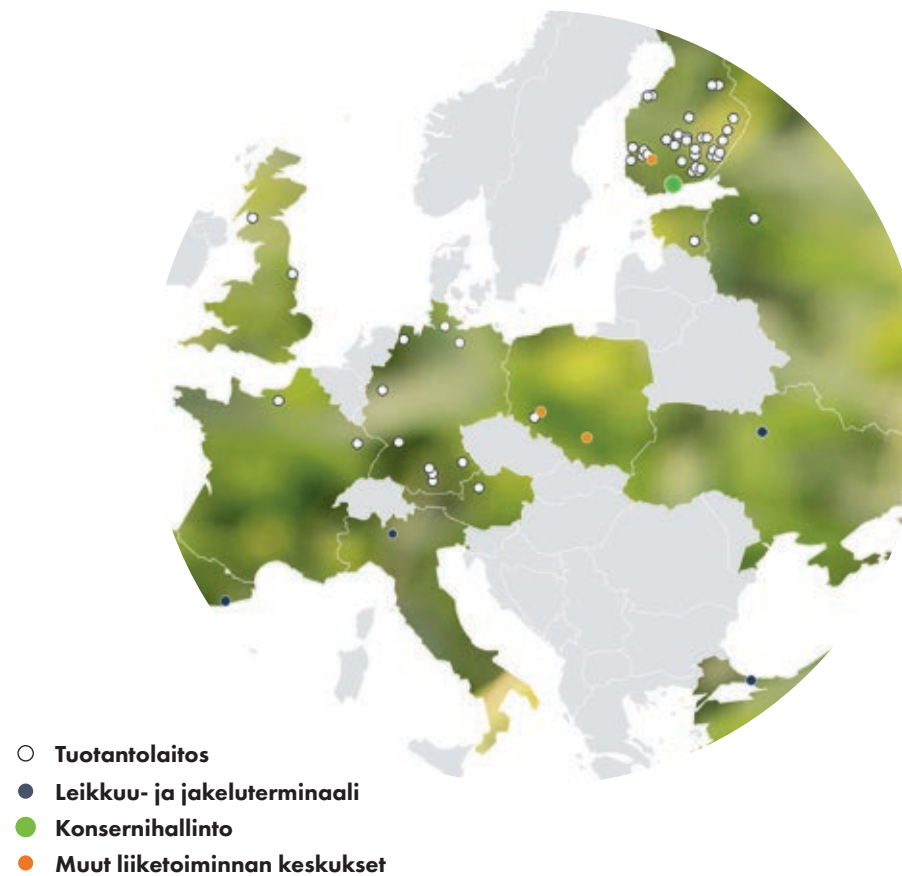 Tuotantolaitos
Leikkuu- ja jakeluterminaali
Konsernihallinto
Muut liiketoiminnan keskukset